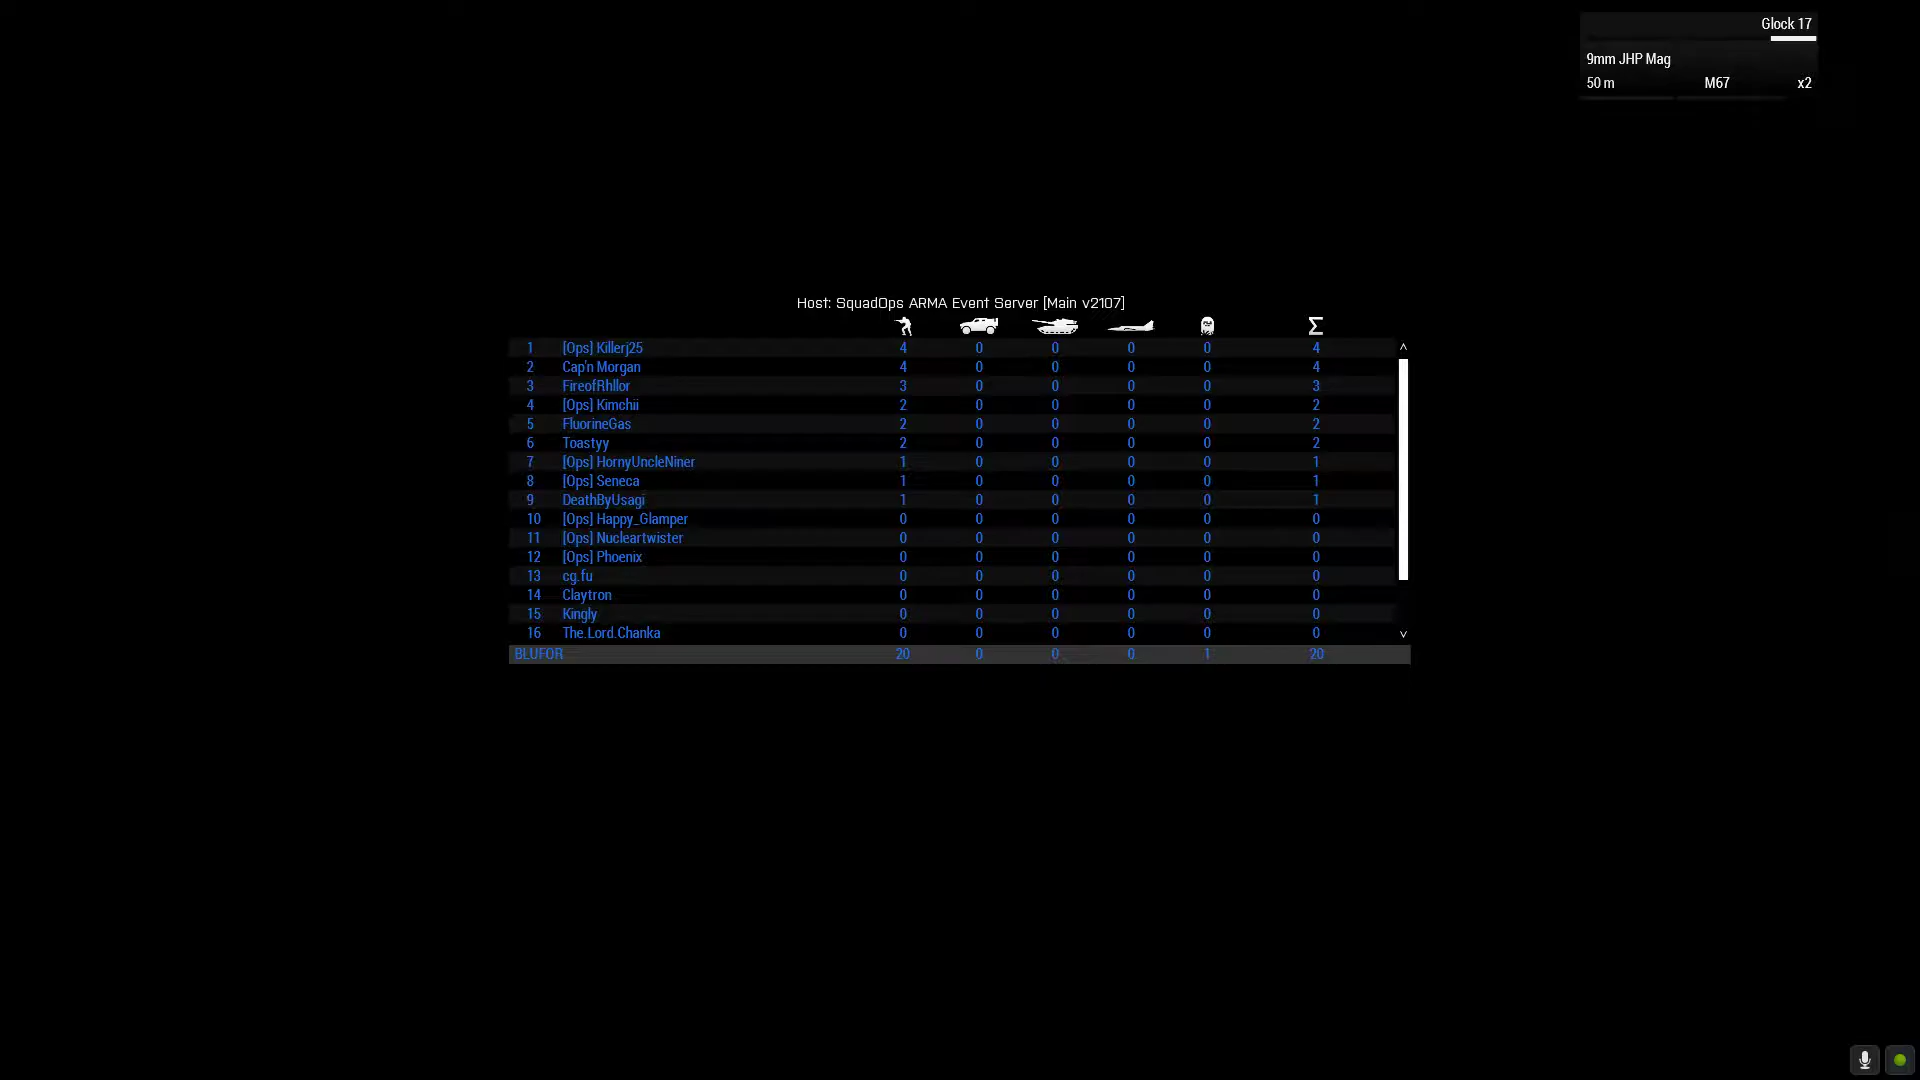 Glock 17
9mm JHP Mag
50 m M67 x2
Host: SquadOps ARMA Event Server [Main v2107]
Σ
1 [Ops] Killerj25 4 0 0 0 0 4
2 Cap'n Morgan 4 0 0 0 0 4
3 FireofRhllor 3 0 0 0 0 3
4 [Ops] Kimchii 2 0 0 0 0 2
5 FluorineGas 2 0 0 0 0 2
6 Toastyy 2 0 0 0 0 2
7 [Ops] HornyUncleNiner 1 0 0 0 0 1
8 [Ops] Seneca 1 0 0 0 0 1
9 DeathByUsagi 1 0 0 0 0 1
10 [Ops] Happy_Glamper 0 0 0 0 0 0
11 [Ops] Nucleartwister 0 0 0 0 0 0
12 [Ops] Phoenix 0 0 0 0 0 0
13 cg.fu 0 0 0 0 0 0
14 Claytron 0 0 0 0 0 0
15 Kingly 0 0 0 0 0 0
16 The.Lord.Chanka 0 0 0 0 0 0
BLUFOR 20 0 0 0 1 20